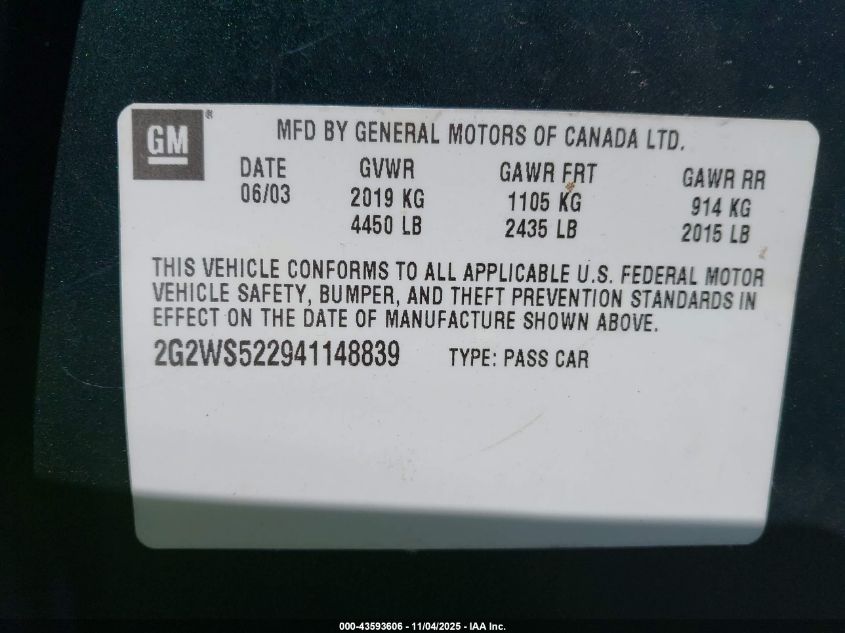 GM®
MFD BY GENERAL MOTORS OF CANADA LTD.
DATE GVWR GAWR FRT GAWR RR
06/03 2019 KG 1105 KG 914 KG
4450 LB 2435 LB 2015 LB
THIS VEHICLE CONFORMS TO ALL APPLICABLE U.S. FEDERAL MOTOR
VEHICLE SAFETY, BUMPER, AND THEFT PREVENTION STANDARDS IN
EFFECT ON THE DATE OF MANUFACTURE SHOWN ABOVE.
2G2WS522941148839 TYPE: PASS CAR
000-43593606 - 11/04/2025 - IAA Inc.